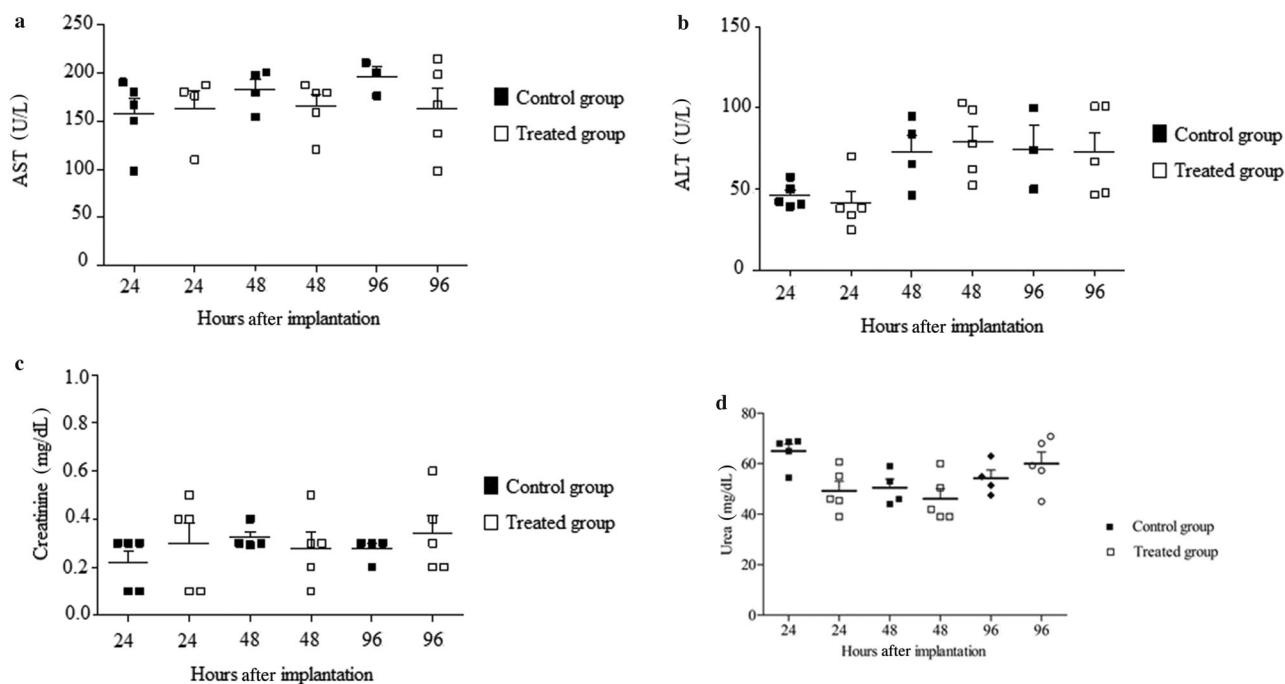 a
250
200
150
100
50
0
AST (U/L)
24 24 48 48 96 96
Hours after implantation
Control group
Treated group
b
150
100
50
0
ALT (U/L)
24 24 48 48 96 96
Hours after implantation
Control group
Treated group
c
1.0
0.8
0.6
0.4
0.2
0.0
Creatinine (mg/dL)
24 24 48 48 96 96
Hours after implantation
Control group
Treated group
d
80
60
40
20
0
Urea (mg/dL)
24 24 48 48 96 96
Hours after implantation
Control group
Treated group